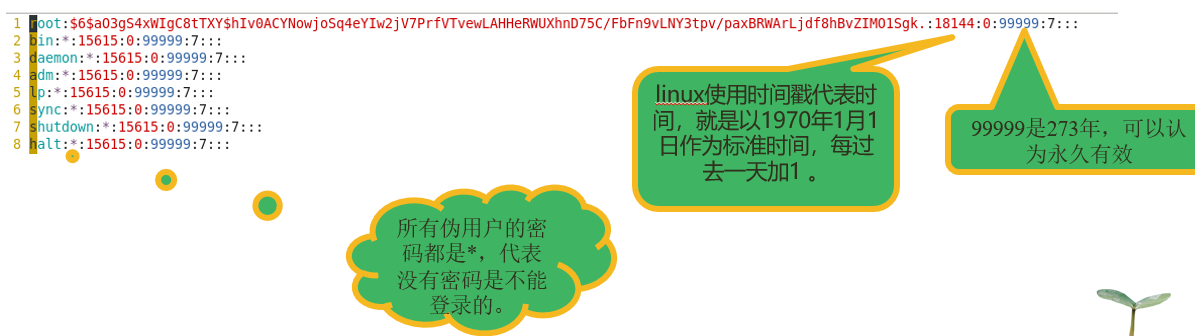 1 root:$6$aO3gS4xWIgC8tTXY$hIv0ACYNowjoSq4eYIw2jV7PrfVTvewLAHHeRWUXhnD75C/FbFn9vLNY3tpv/paxBRWArLjdf8hBvZIMO1Sgk.:18144:0:99999:7:::
2 bin:*:15615:0:99999:7:::
3 daemon:*:15615:0:99999:7:::
4 adm:*:15615:0:99999:7:::
5 lp:*:15615:0:99999:7:::
6 sync:*:15615:0:99999:7:::
7 shutdown:*:15615:0:99999:7:::
8 halt:*:15615:0:99999:7:::
linux使用时间戳代表时
间，就是以1970年1月1
日作为标准时间，每过
去一天加1 。
99999是273年，可以认
为永久有效
所有伪用户的密
码都是*，代表
没有密码是不能
登录的。